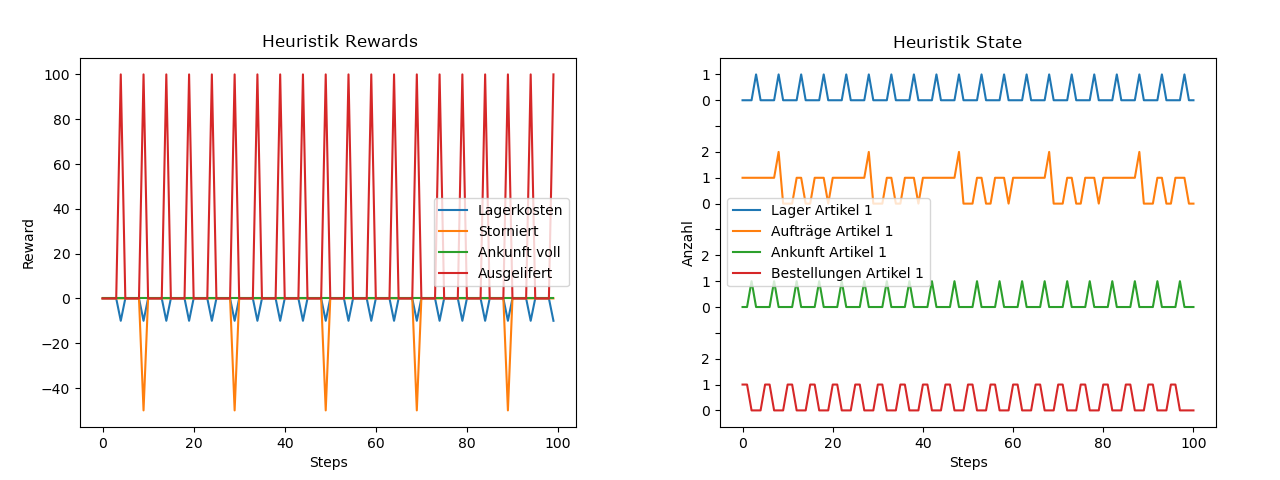 Heuristik Rewards
Reward
100
80
60
40
20
0
−20
−40
0
20
40
60
80
100
Steps
Lagerkosten
Storniert
Ankunft voll
Ausgelifert
Heuristik State
Anzahl
1
0
2
1
0
2
1
0
2
1
0
0
20
40
60
80
100
Steps
Lager Artikel 1
Aufträge Artikel 1
Ankunft Artikel 1
Bestellungen Artikel 1